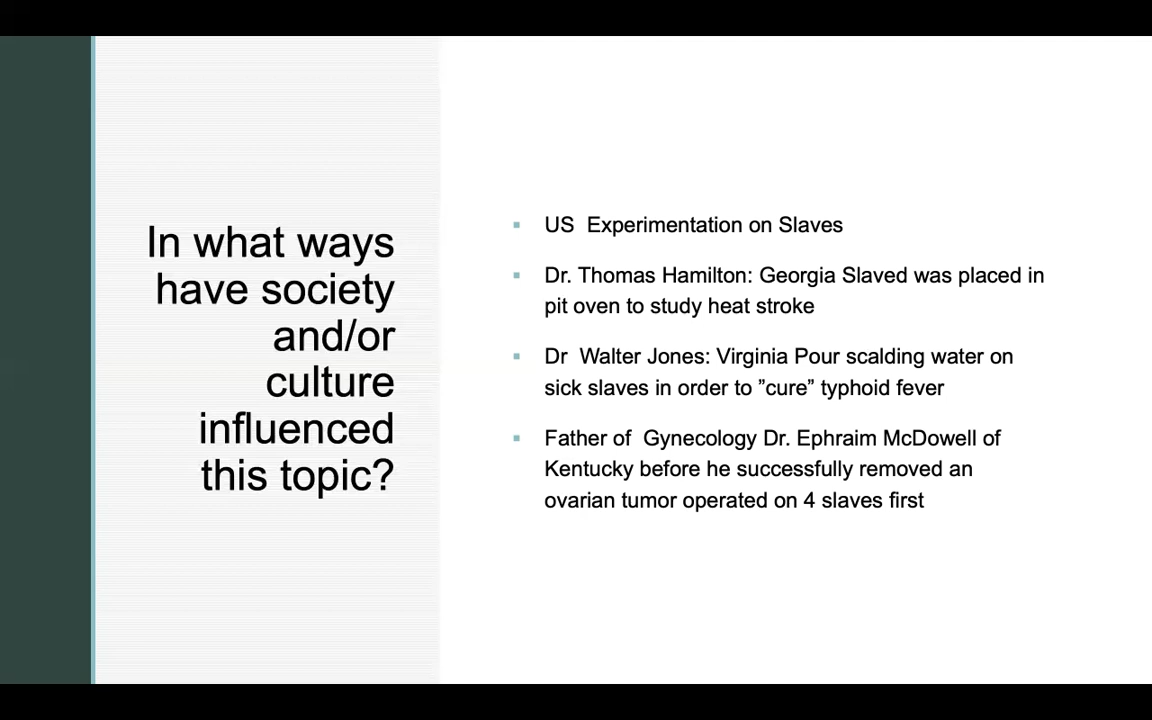 In what ways
have society
and/or
culture
influenced
this topic?
US  Experimentation on Slaves
Dr. Thomas Hamilton: Georgia Slaved was placed in
pit oven to study heat stroke
Dr  Walter Jones: Virginia Pour scalding water on
sick slaves in order to ”cure” typhoid fever
Father of  Gynecology Dr. Ephraim McDowell of
Kentucky before he successfully removed an
ovarian tumor operated on 4 slaves first